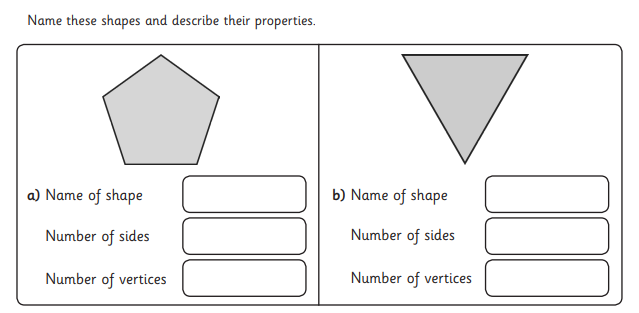 Name these shapes and describe their properties.
a) Name of shape
Number of sides
Number of vertices
b) Name of shape
Number of sides
Number of vertices